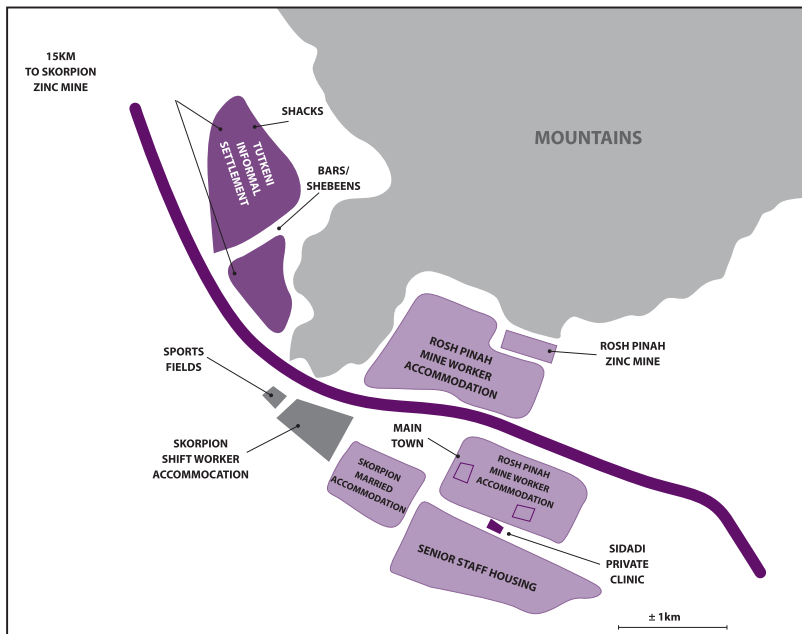 15KM
TO SKORPION
ZINC MINE
SHACKS
TUTKENI
INFORMAL
SETTLEMENT
BARS/
SHEBEENS
MOUNTAINS
ROSH PINAH
MINE WORKER
ACCOMMODATION
ROSH PINAH
ZINC MINE
SPORTS
FIELDS
SKORPION
SHIFT WORKER
ACCOMMOCATION
MAIN
TOWN
SKORPION
MARRIED
ACCOMMODATION
ROSH PINAH
MINE WORKER
ACCOMMODATION
SENIOR STAFF HOUSING
SIDADI
PRIVATE
CLINIC
± 1km